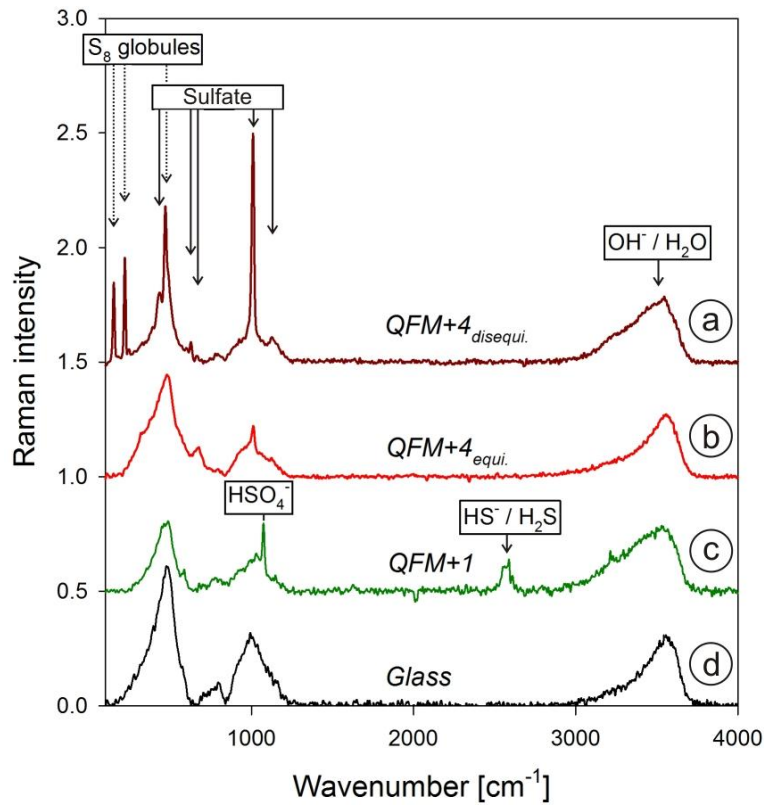 3.0
S₈ globules
Sulfate
2.5
2.0
OH⁻ / H₂O
QFM+4disequi.
a
1.5
QFM+4equi.
b
1.0
HSO₄⁻
HS⁻ / H₂S
QFM+1
c
0.5
Glass
d
0.0
1000 2000 3000 4000
Wavenumber [cm⁻¹]
Raman intensity